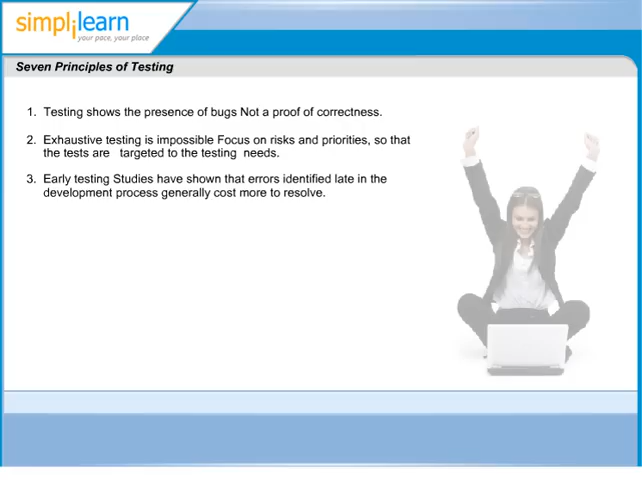 simplilearn
your pace, your place
Seven Principles of Testing
1. Testing shows the presence of bugs Not a proof of correctness.
2. Exhaustive testing is impossible Focus on risks and priorities, so that
the tests are targeted to the testing needs.
3. Early testing Studies have shown that errors identified late in the
development process generally cost more to resolve.